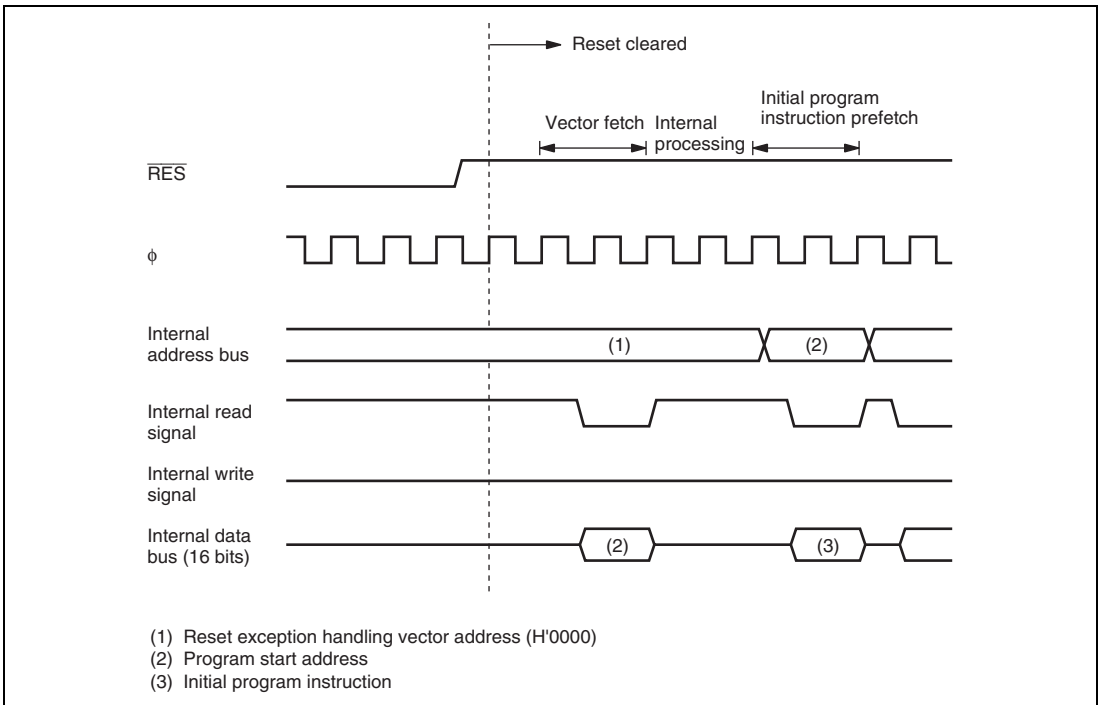 Reset cleared
Initial program
Vector fetch Internal instruction prefetch
processing
RES
ϕ
Internal
address bus
(1)
(2)
Internal read
signal
Internal write
signal
Internal data
bus (16 bits)
(2)
(3)
(1) Reset exception handling vector address (H'0000)
(2) Program start address
(3) Initial program instruction